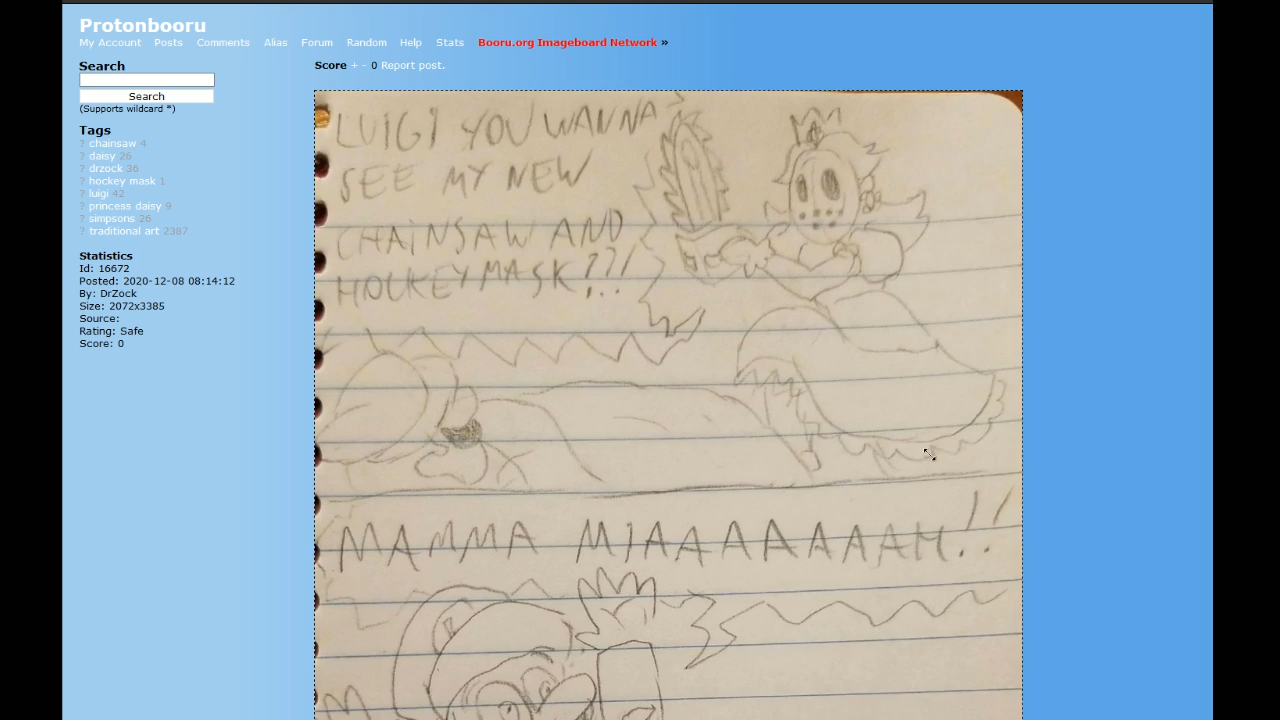 Protonbooru
My Account Posts Comments Alias Forum Random Help Stats Booru.org Imageboard Network »
Search
Search
(Supports wildcard *)
Tags
? chainsaw 4
? daisy 26
? drzock 36
? hockey mask 1
? luigi 42
? princess daisy 9
? simpsons 26
? traditional art 2387
Statistics
Id: 16672
Posted: 2020-12-08 08:14:12
By: DrZock
Size: 2072x3385
Source:
Rating: Safe
Score: 0
Score + - 0 Report post.
LUIGI YOU WANNA
SEE MY NEW
CHAINSAW AND
HOCKEY MASK???!
MAMMA MIAAAAAAAAH!!
M